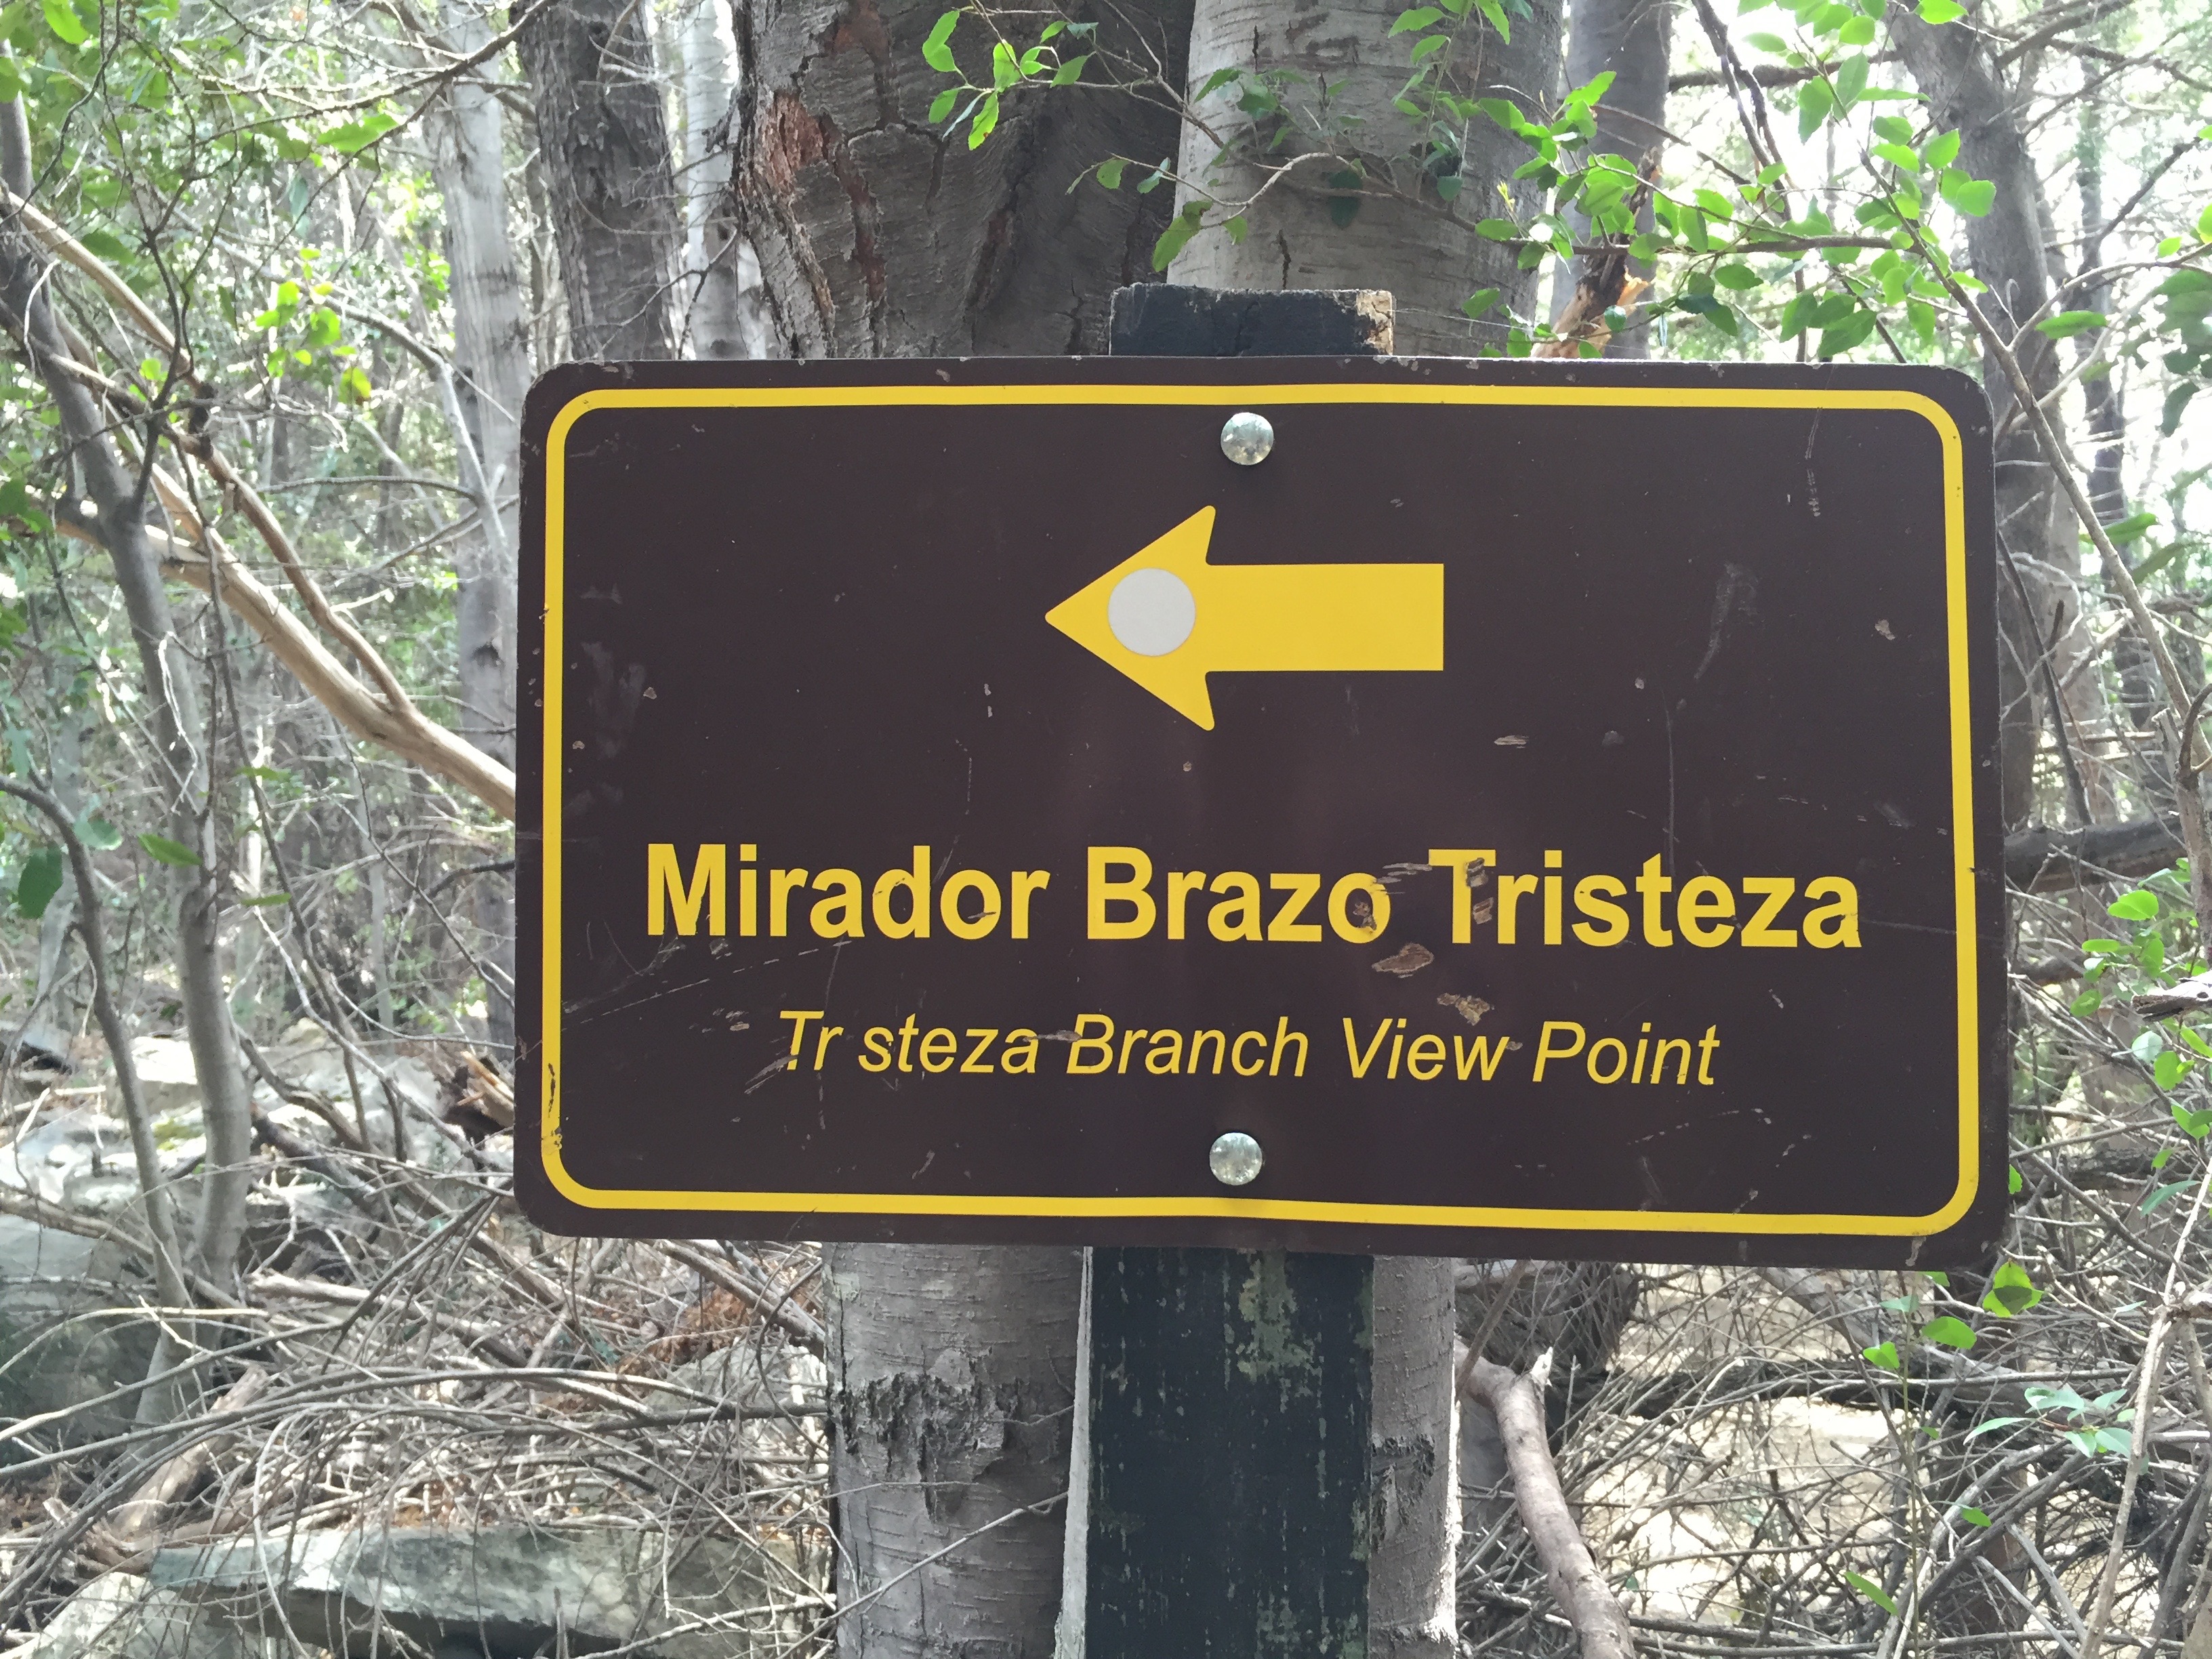 Mirador Brazo Tristeza
Tr steza Branch View Point